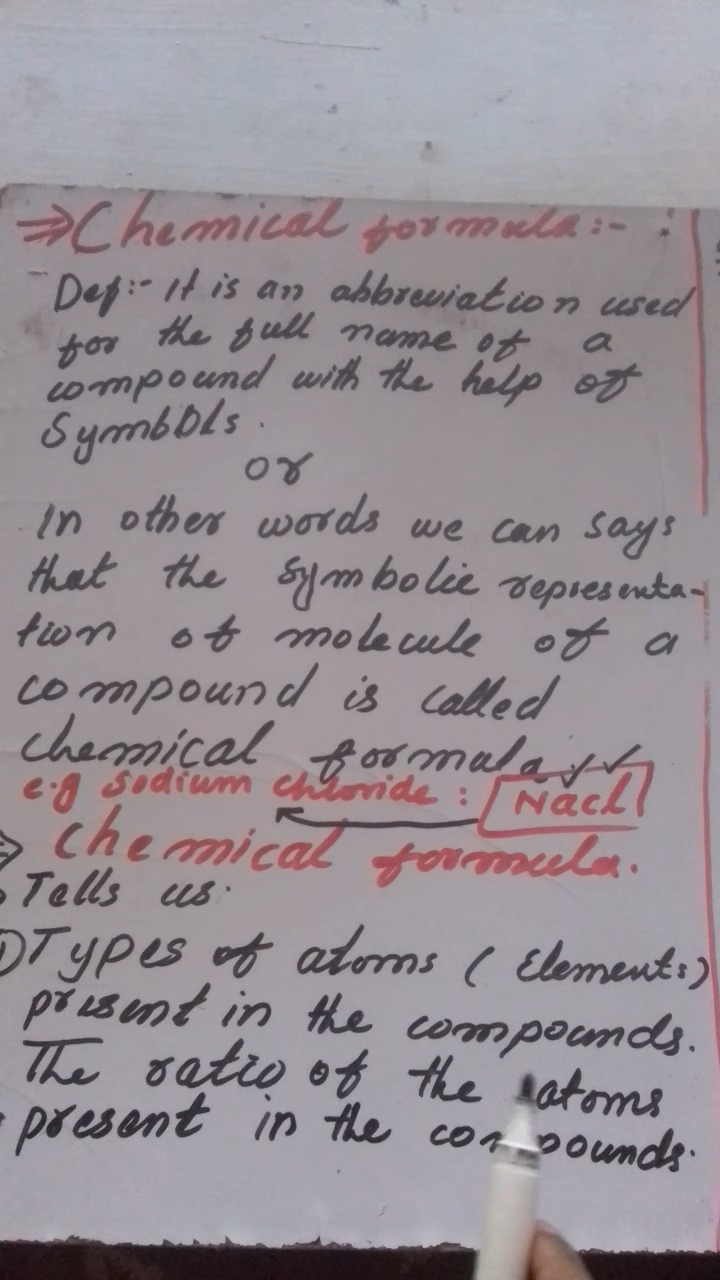 ⇒ Chemical formula:- :
Def:- It is an abbreviation used
for the full name of a
compound with the help of
Symbols.
or
In other words we can says
that the symbolic representa-
tion of molecule of a
compound is called
chemical formula ✓✓
e.g Sodium chloride : Nacl
⇒ Chemical formula.
Tells us.
① Types of atoms ( Elements)
present in the compounds.
The ratio of the atoms
present in the compounds.